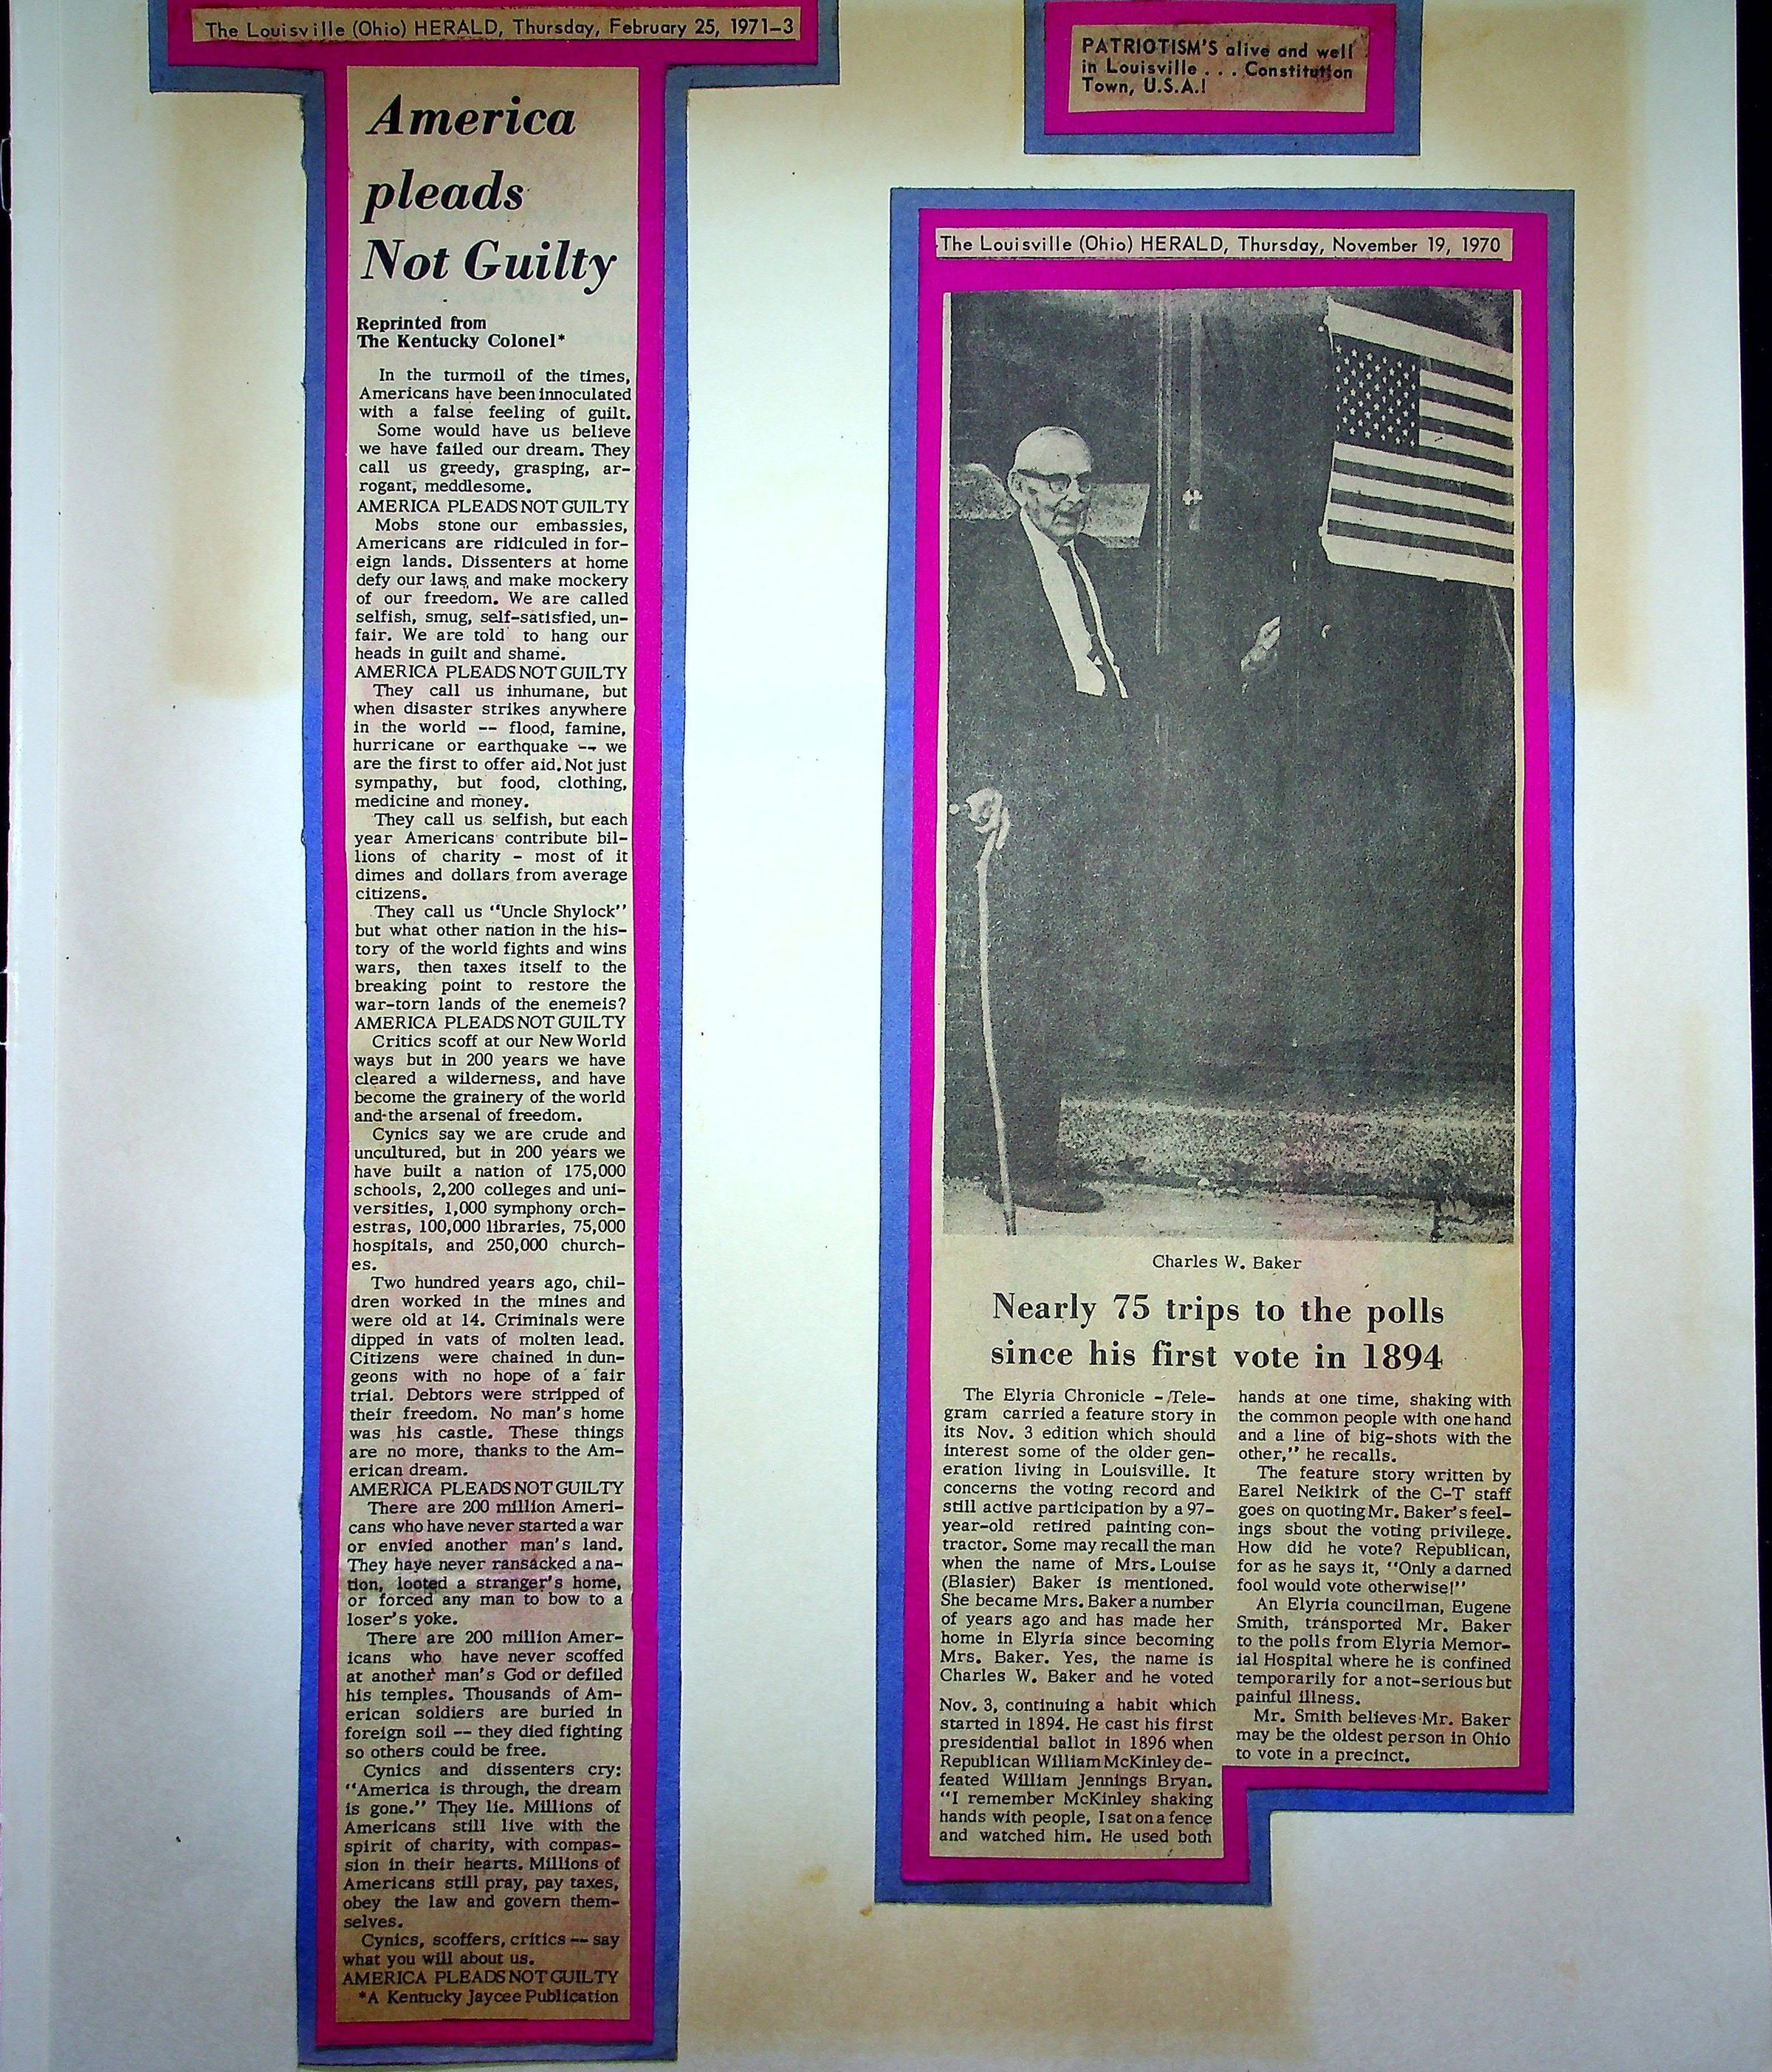 The Louisville (Ohio) HERALD, Thursday, February 25, 1971-3
America
pleads
Not Guilty
Reprinted from
The Kentucky Colonel*
In the turmoil of the times,
Americans have been innoculated
with a false feeling of guilt.
Some would have us believe
we have failed our dream. They
call us greedy, grasping, ar-
rogant, meddlesome.
AMERICA PLEADS NOT GUILTY
Mobs stone our embassies,
Americans are ridiculed in for-
eign lands. Dissenters at home
defy our laws, and make mockery
of our freedom. We are called
selfish, smug, self-satisfied, un-
fair. We are told to hang our
heads in guilt and shame.
AMERICA PLEADS NOT GUILTY
They call us inhumane, but
when disaster strikes anywhere
in the world -- flood, famine,
hurricane or earthquake -- we
are the first to offer aid. Not just
sympathy, but food, clothing,
medicine and money.
They call us selfish, but each
year Americans contribute bil-
lions of charity - most of it
dimes and dollars from average
citizens.
They call us "Uncle Shylock"
but what other nation in the his-
tory of the world fights and wins
wars, then taxes itself to the
breaking point to restore the
war-torn lands of the enemeis?
AMERICA PLEADS NOT GUILTY
Critics scoff at our New World
ways but in 200 years we have
cleared a wilderness, and have
become the grainery of the world
and the arsenal of freedom.
Cynics say we are crude and
uncultured, but in 200 years we
have built a nation of 175,000
schools, 2,200 colleges and uni-
versities, 1,000 symphony orch-
estras, 100,000 libraries, 75,000
hospitals, and 250,000 church-
es.
Two hundred years ago, chil-
dren worked in the mines and
were old at 14. Criminals were
dipped in vats of molten lead.
Citizens were chained in dun-
geons with no hope of a fair
trial. Debtors were stripped of
their freedom. No man's home
was his castle. These things
are no more, thanks to the Am-
erican dream.
AMERICA PLEADS NOT GUILTY
There are 200 million Ameri-
cans who have never started a war
or envied another man's land.
They have never ransacked a na-
tion, looted a stranger's home,
or forced any man to bow to a
loser's yoke.
There are 200 million Amer-
icans who have never scoffed
at another man's God or defiled
his temples. Thousands of Am-
erican soldiers are buried in
foreign soil -- they died fighting
so others could be free.
Cynics and dissenters cry:
"America is through, the dream
is gone." They lie. Millions of
Americans still live with the
spirit of charity, with compas-
sion in their hearts. Millions of
Americans still pray, pay taxes,
obey the law and govern them-
selves.
Cynics, scoffers, critics -- say
what you will about us.
AMERICA PLEADS NOT GUILTY
*A Kentucky Jaycee Publication
PATRIOTISM'S alive and well
in Louisville . . . Constitution
Town, U.S.A.!
The Louisville (Ohio) HERALD, Thursday, November 19, 1970
Charles W. Baker
Nearly 75 trips to the polls
since his first vote in 1894
The Elyria Chronicle - Tele-
gram carried a feature story in
its Nov. 3 edition which should
interest some of the older gen-
eration living in Louisville. It
concerns the voting record and
still active participation by a 97-
year-old retired painting con-
tractor. Some may recall the man
when the name of Mrs. Louise
(Blasier) Baker is mentioned.
She became Mrs. Baker a number
of years ago and has made her
home in Elyria since becoming
Mrs. Baker. Yes, the name is
Charles W. Baker and he voted
Nov. 3, continuing a habit which
started in 1894. He cast his first
presidential ballot in 1896 when
Republican William McKinley de-
feated William Jennings Bryan.
"I remember McKinley shaking
hands with people, I sat on a fence
and watched him. He used both
hands at one time, shaking with
the common people with one hand
and a line of big-shots with the
other," he recalls.
The feature story written by
Earel Neikirk of the C-T staff
goes on quoting Mr. Baker's feel-
ings sbout the voting privilege.
How did he vote? Republican,
for as he says it, "Only a darned
fool would vote otherwise!"
An Elyria councilman, Eugene
Smith, transported Mr. Baker
to the polls from Elyria Memor-
ial Hospital where he is confined
temporarily for a not-serious but
painful illness.
Mr. Smith believes Mr. Baker
may be the oldest person in Ohio
to vote in a precinct.